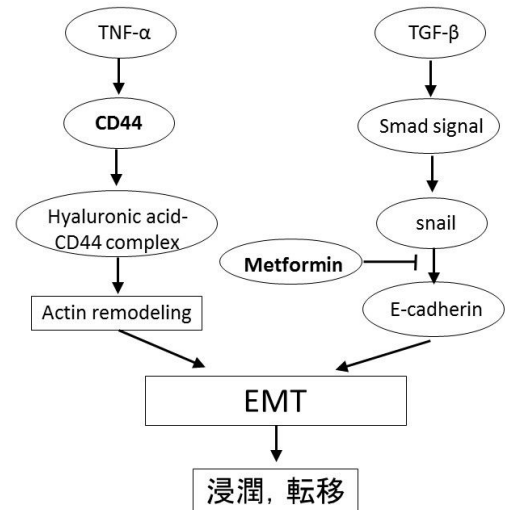 TNF-α
TGF-β
CD44
Smad signal
Hyaluronic acid-
CD44 complex
snail
Metformin
Actin remodeling
E-cadherin
EMT
浸潤，転移